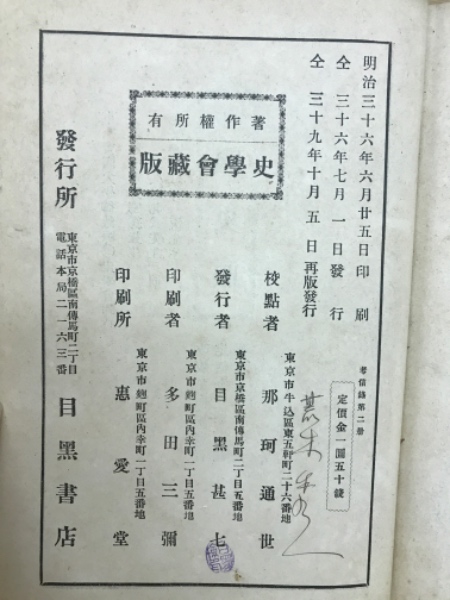 明治三十六年六月廿五日印刷
仝 三十六年七月一日發行
仝 三十九年十月五日再版發行
著作權所有
史學會藏版
考信錄第二册
定價金一圓五十錢
東京市牛込區東五軒町二十六番地
校點者 那珂通世
東京市京橋區南傳馬町二丁目五番地
發行者 目黑甚七
東京市麹町區內幸町一丁目五番地
印刷者 多田三彌
東京市麹町區內幸町一丁目五番地
印刷所 惠愛堂
發行所
東京市京橋區南傳馬町二丁目
電話本局二一六三番
目黑書店